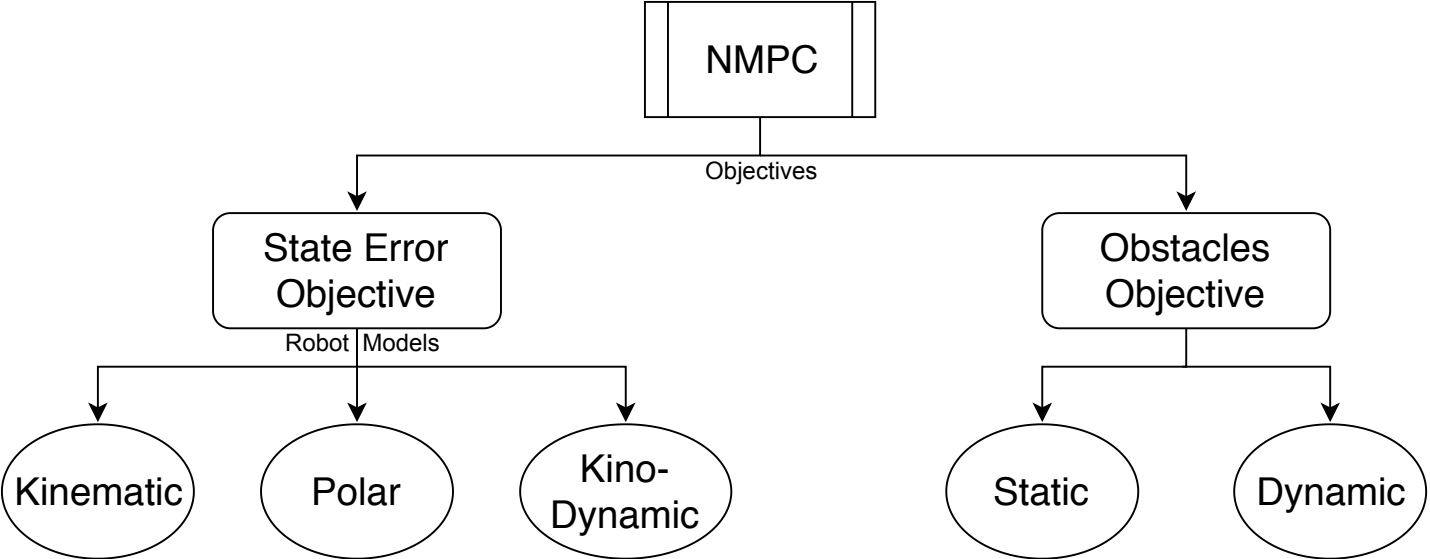 NMPC
Objectives
State Error
Objective
Obstacles
Objective
Robot Models
Kinematic
Polar
Kino-
Dynamic
Static
Dynamic